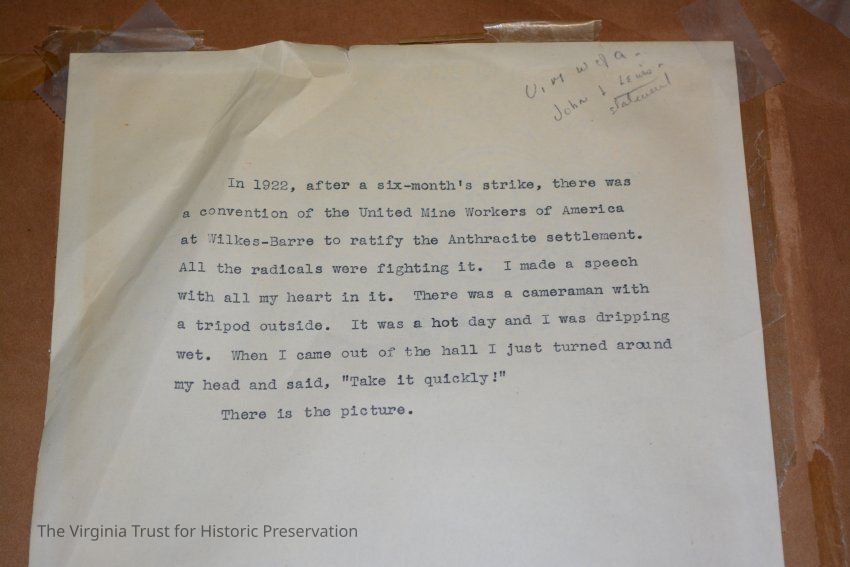 U.M W of A.
John L Lewis.
statement
In 1922, after a six-month's strike, there was
a convention of the United Mine Workers of America
at Wilkes-Barre to ratify the Anthracite settlement.
All the radicals were fighting it.  I made a speech
with all my heart in it.  There was a cameraman with
a tripod outside.  It was a hot day and I was dripping
wet.  When I came out of the hall I just turned around
my head and said, "Take it quickly!"
There is the picture.
The Virginia Trust for Historic Preservation